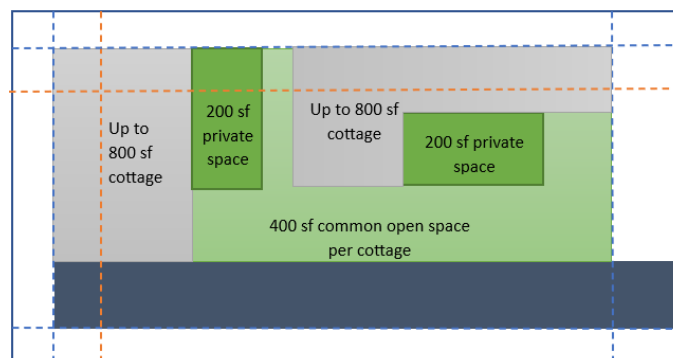 Up to
800 sf
cottage
200 sf
private
space
Up to 800 sf
cottage
200 sf private
space
400 sf common open space
per cottage